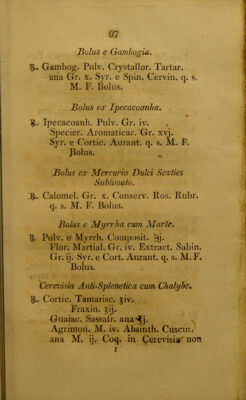 97
Bolus e Gambogia.
℞. Gambog. Pulv. Crystallor. Tartar.
ana Gr. x. Syr. e Spin. Cervin. q. s.
M. F. Bolus.
Bolus ex Ipecacoanha.
℞. Ipecacoanh. Pulv. Gr. iv.
Specier. Aromaticar. Gr. xvj.
Syr. e Cortic. Aurant. q. s. M. F.
Bolus.
Bolus ex Mercurio Dulci Sexties
Sublimato.
℞. Calomel. Gr. x. Conserv. Ros. Rubr.
q. s. M. F. Bolus.
Bolus e Myrrha cum Marte.
℞. Pulv. e Myrrh. Composit. ℈j.
Flor. Martial. Gr. iv. Extract. Sabin.
Gr. ij. Syr. e Cort. Aurant. q. s. M. F.
Bolus.
Cerevisia Anti-Splenetica cum Chalybe.
℞. Cortic. Tamarisc. ℥iv.
Fraxin. ℥ij.
Guaiac. Sassafr. ana ℥j.
Agrimon. M. iv. Absinth. Cuscut.
ana M. ij. Coq. in Cerevisiæ non
I